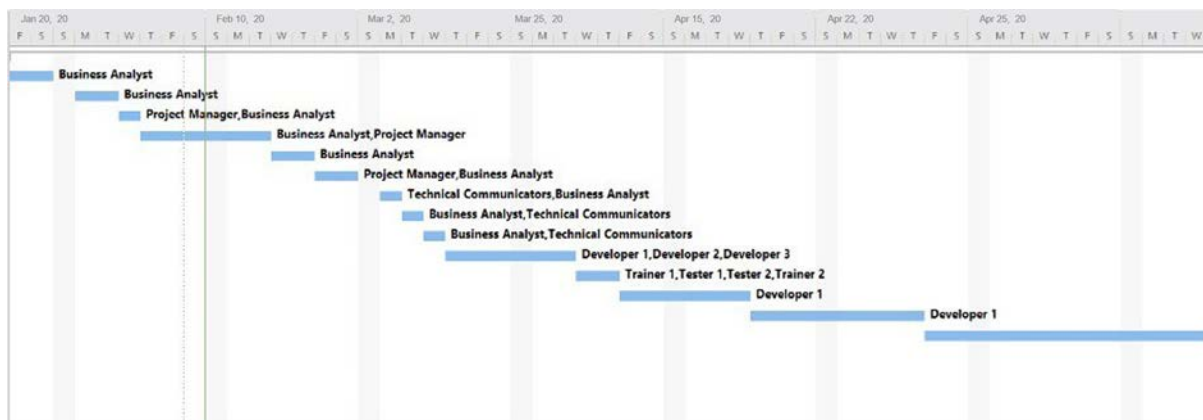 Jan 20, 20 Feb 10, 20 Mar 2, 20 Mar 25, 20 Apr 15, 20 Apr 22, 20 Apr 25, 20
F S S M T W T F S S M T W T F S S M T W T F S S M T W T F S S M T W T F S S M T W T F S S M T W T F S S M T W
Business Analyst
Business Analyst
Project Manager,Business Analyst
Business Analyst,Project Manager
Business Analyst
Project Manager,Business Analyst
Technical Communicators,Business Analyst
Business Analyst,Technical Communicators
Business Analyst,Technical Communicators
Developer 1,Developer 2,Developer 3
Trainer 1,Tester 1,Tester 2,Trainer 2
Developer 1
Developer 1